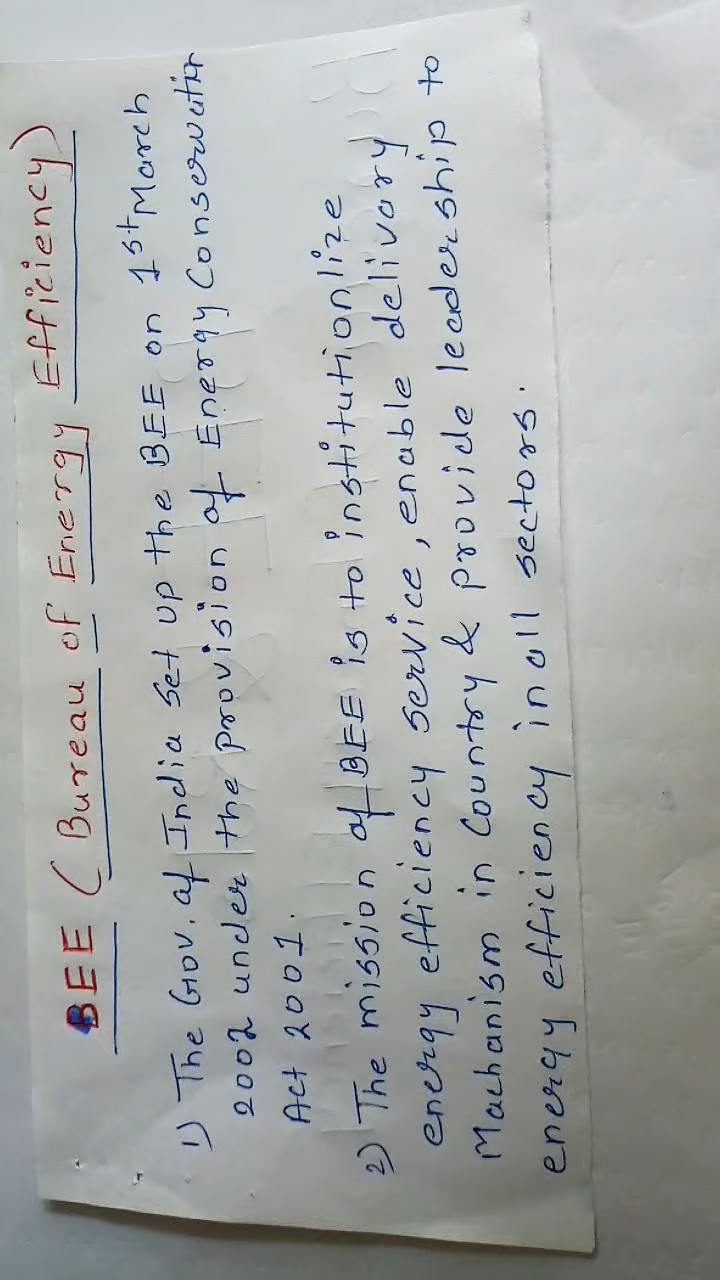 BEE (Bureau of Energy Efficiency)
1) The Gov. of India set up the BEE on 1st March
2002 under the provision of Energy Conservation
Act 2001.
2) The mission of BEE is to institutionlize
energy efficiency service, enable delivary
Machanism in country & provide leadership to
energy efficiency in all sectors.